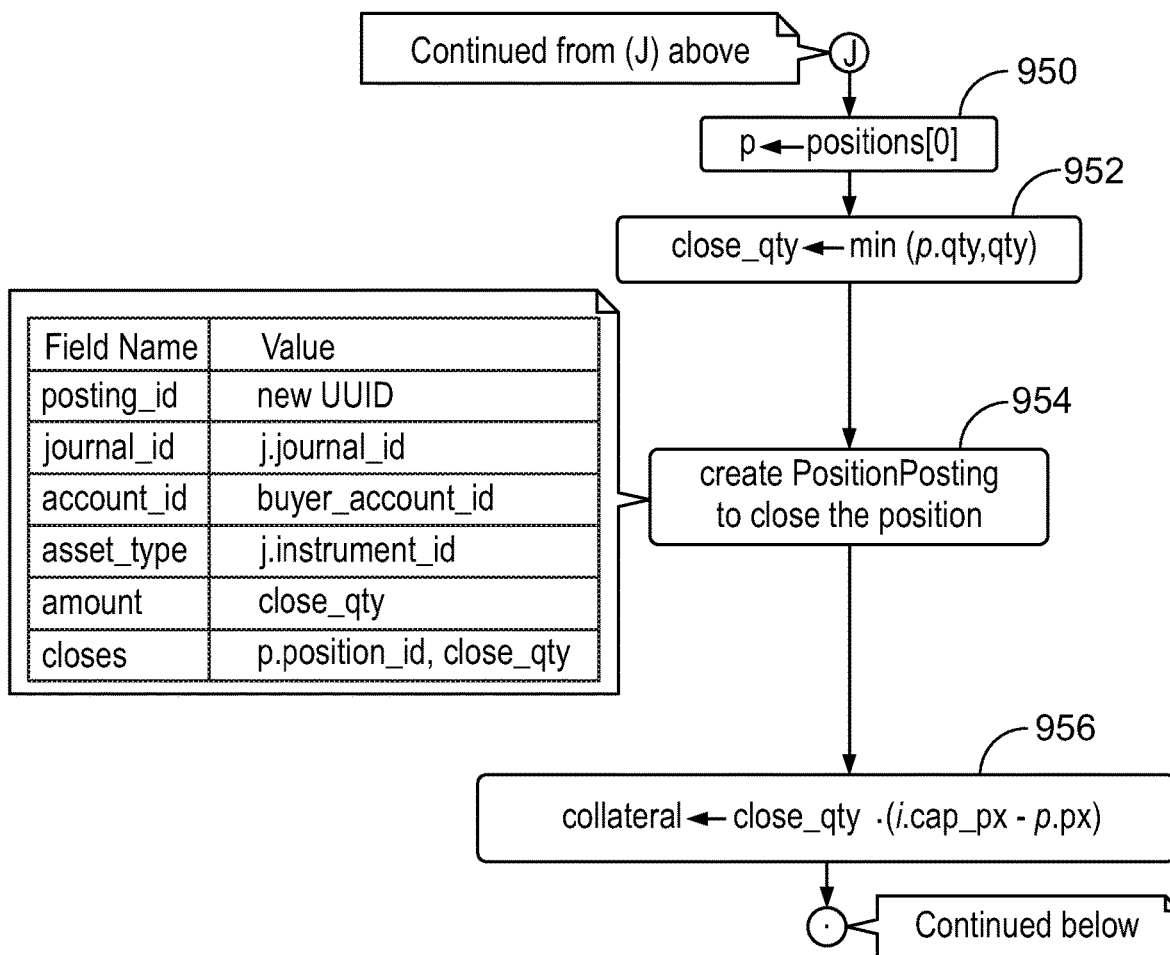 Continued from (J) above
J
950
p ← positions[0]
952
close_qty ← min (p.qty,qty)
Field Name Value
posting_id new UUID
journal_id j.journal_id
account_id buyer_account_id
asset_type j.instrument_id
amount close_qty
closes p.position_id, close_qty
954
create PositionPosting
to close the position
956
collateral ← close_qty ·(i.cap_px - p.px)
·
Continued below